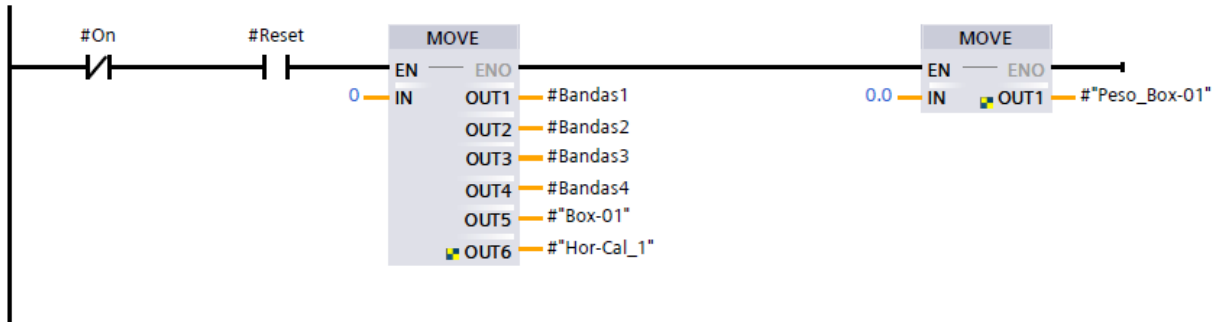 #On #Reset MOVE MOVE
EN ENO EN ENO
0 IN OUT1 #Bandas1 0.0 IN OUT1 #"Peso_Box-01"
OUT2 #Bandas2
OUT3 #Bandas3
OUT4 #Bandas4
OUT5 #"Box-01"
OUT6 #"Hor-Cal_1"